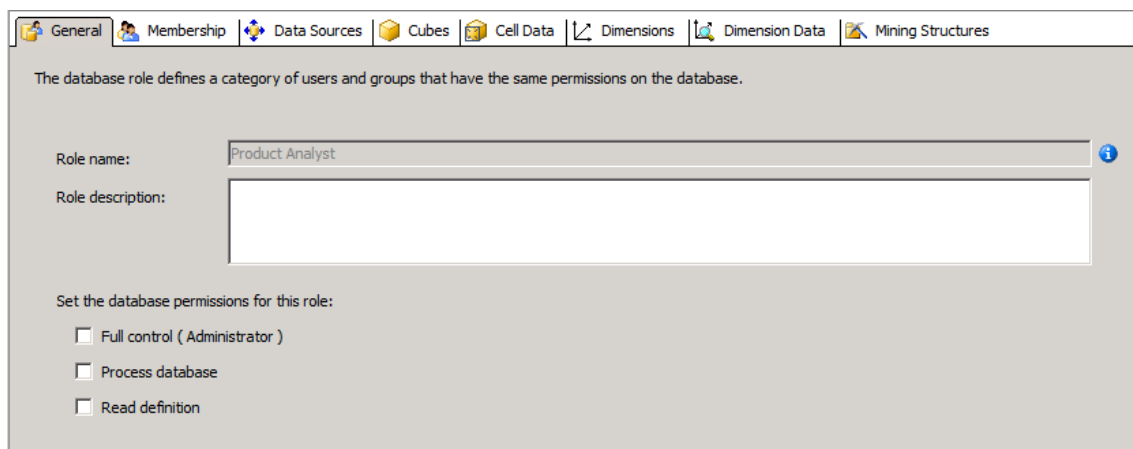 General Membership Data Sources Cubes Cell Data Dimensions Dimension Data Mining Structures
The database role defines a category of users and groups that have the same permissions on the database.
Role name: Product Analyst
Role description:
Set the database permissions for this role:
Full control ( Administrator )
Process database
Read definition